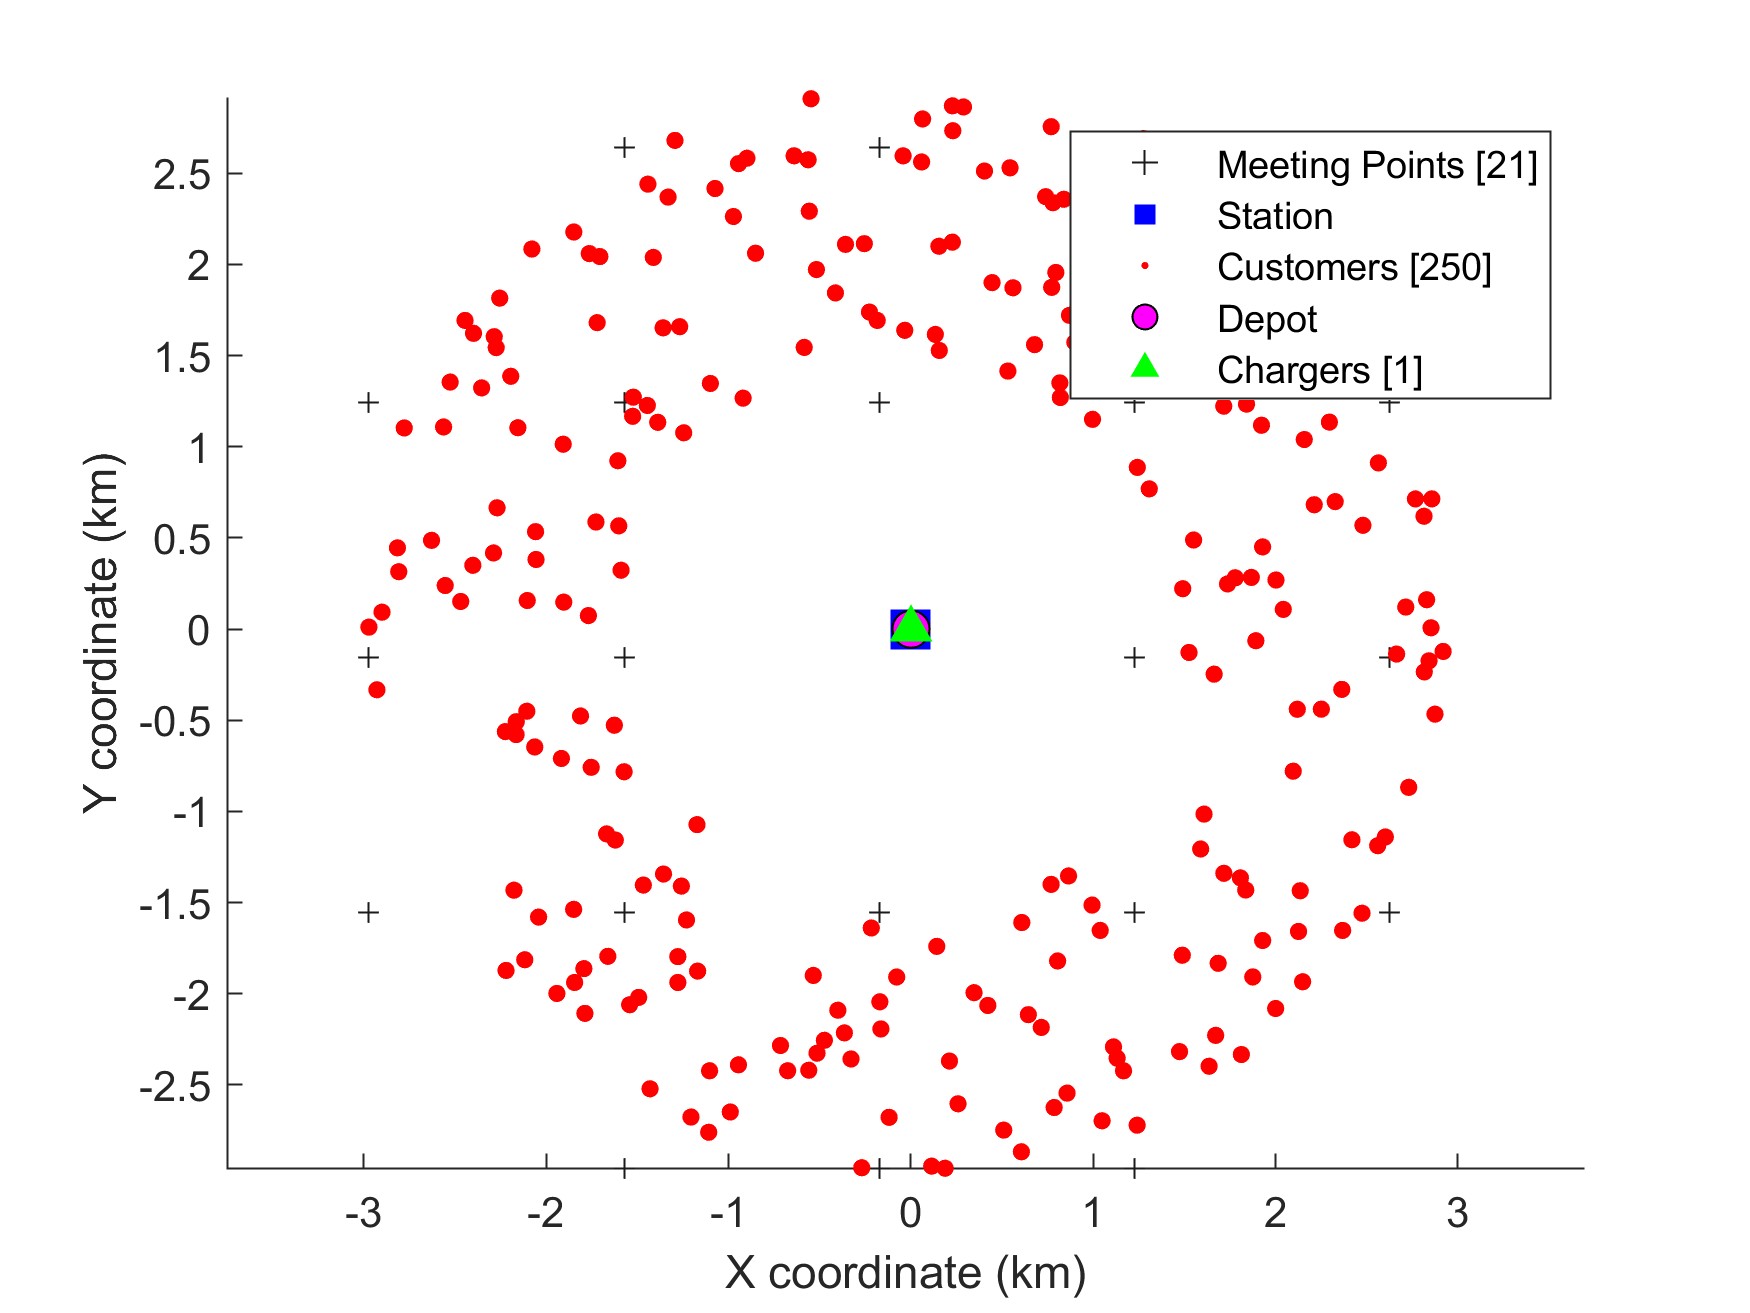 Meeting Points [21]
Station
Customers [250]
Depot
Chargers [1]
2.5
2
1.5
1
0.5
0
-0.5
-1
-1.5
-2
-2.5
Y coordinate (km)
-3 -2 -1 0 1 2 3
X coordinate (km)